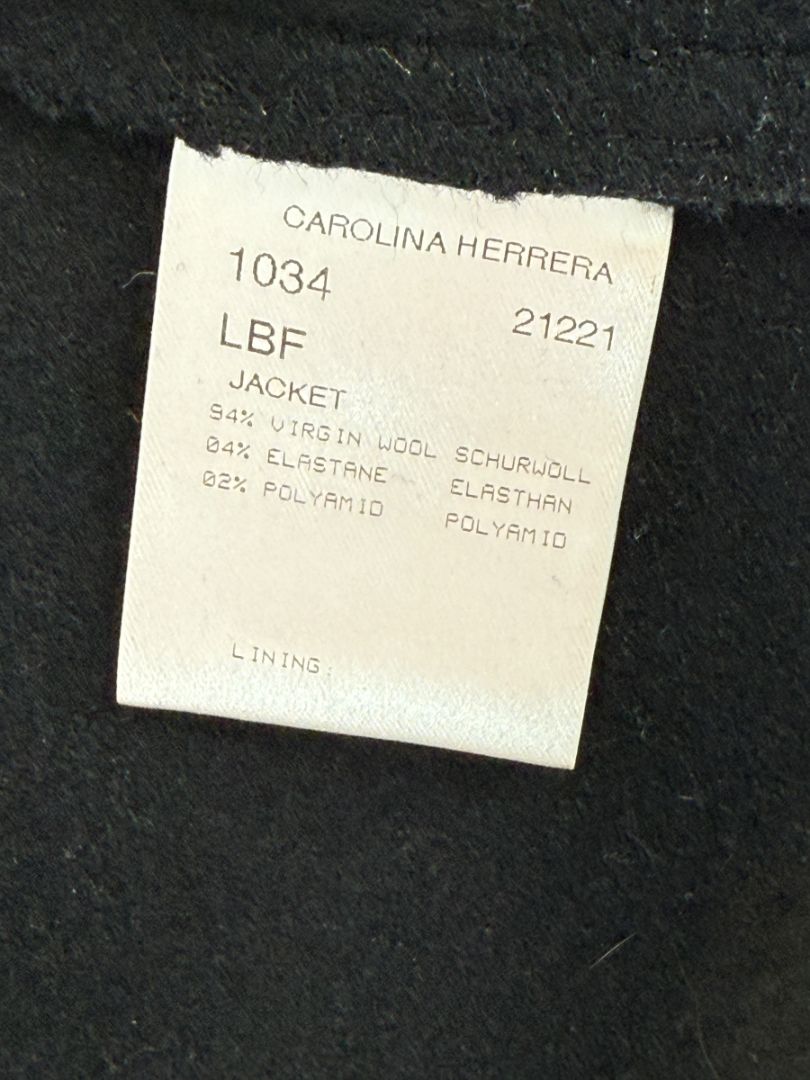 CAROLINA HERRERA
1034
21221
LBF
JACKET
94% VIRGIN WOOL SCHURWOLL
04% ELASTANE ELASTHAN
02% POLYAMID POLYAMID
LINING: